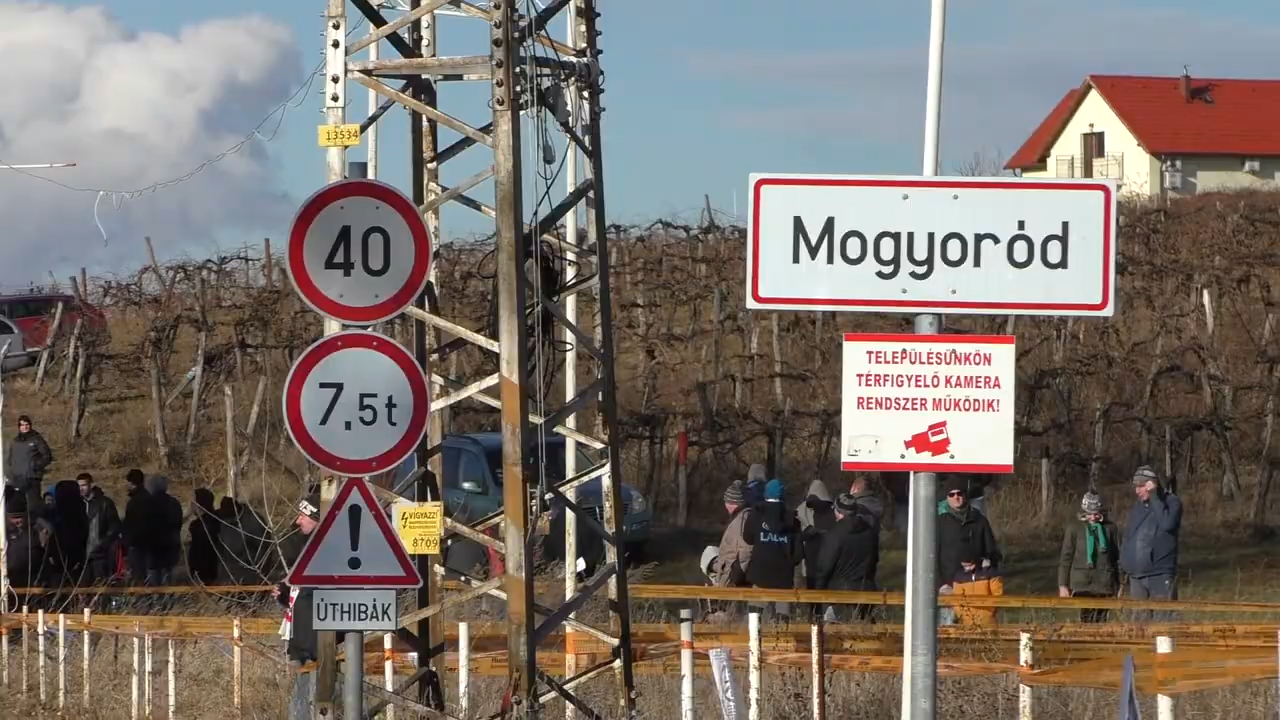 13534
40
7,5t
VIGYÁZZ!
8709
ÚTHIBÁK
Mogyoród
TELEPÜLÉSÜNKÖN
TÉRFIGYELŐ KAMERA
RENDSZER MŰKÖDIK!